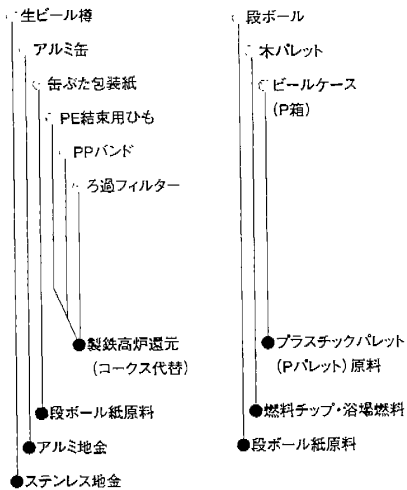 生ビール樽
アルミ缶
缶ぶた包装紙
PE結束用ひも
PPバンド
ろ過フィルター
製鉄高炉還元
(コークス代替)
段ボール紙原料
アルミ地金
ステンレス地金
段ボール
木パレット
ビールケース
(P箱)
プラスチックパレット
(Pパレット)原料
燃料チップ・浴場燃料
段ボール紙原料